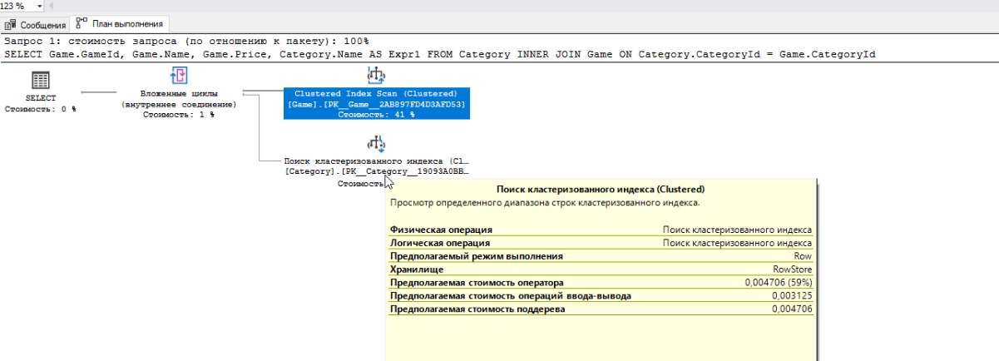 123 %
Сообщения План выполнения
Запрос 1: стоимость запроса (по отношению к пакету): 100%
SELECT Game.GameId, Game.Name, Game.Price, Category.Name AS Expr1 FROM Category INNER JOIN Game ON Category.CategoryId = Game.CategoryId
SELECT
Стоимость: 0 %
Вложенные циклы
(внутреннее соединение)
Стоимость: 1 %
Clustered Index Scan (Clustered)
[Game].[PK__Game__2AB897FD4D3AFD53]
Стоимость: 41 %
Поиск кластеризованного индекса (Cl…
[Category].[PK__Category__19093A0BB…
Стоимость
Поиск кластеризованного индекса (Clustered)
Просмотр определенного диапазона строк кластеризованного индекса.
Физическая операция Поиск кластеризованного индекса
Логическая операция Поиск кластеризованного индекса
Предполагаемый режим выполнения Row
Хранилище RowStore
Предполагаемая стоимость оператора 0,004706 (59%)
Предполагаемая стоимость операций ввода-вывода 0,003125
Предполагаемая стоимость поддерева 0,004706